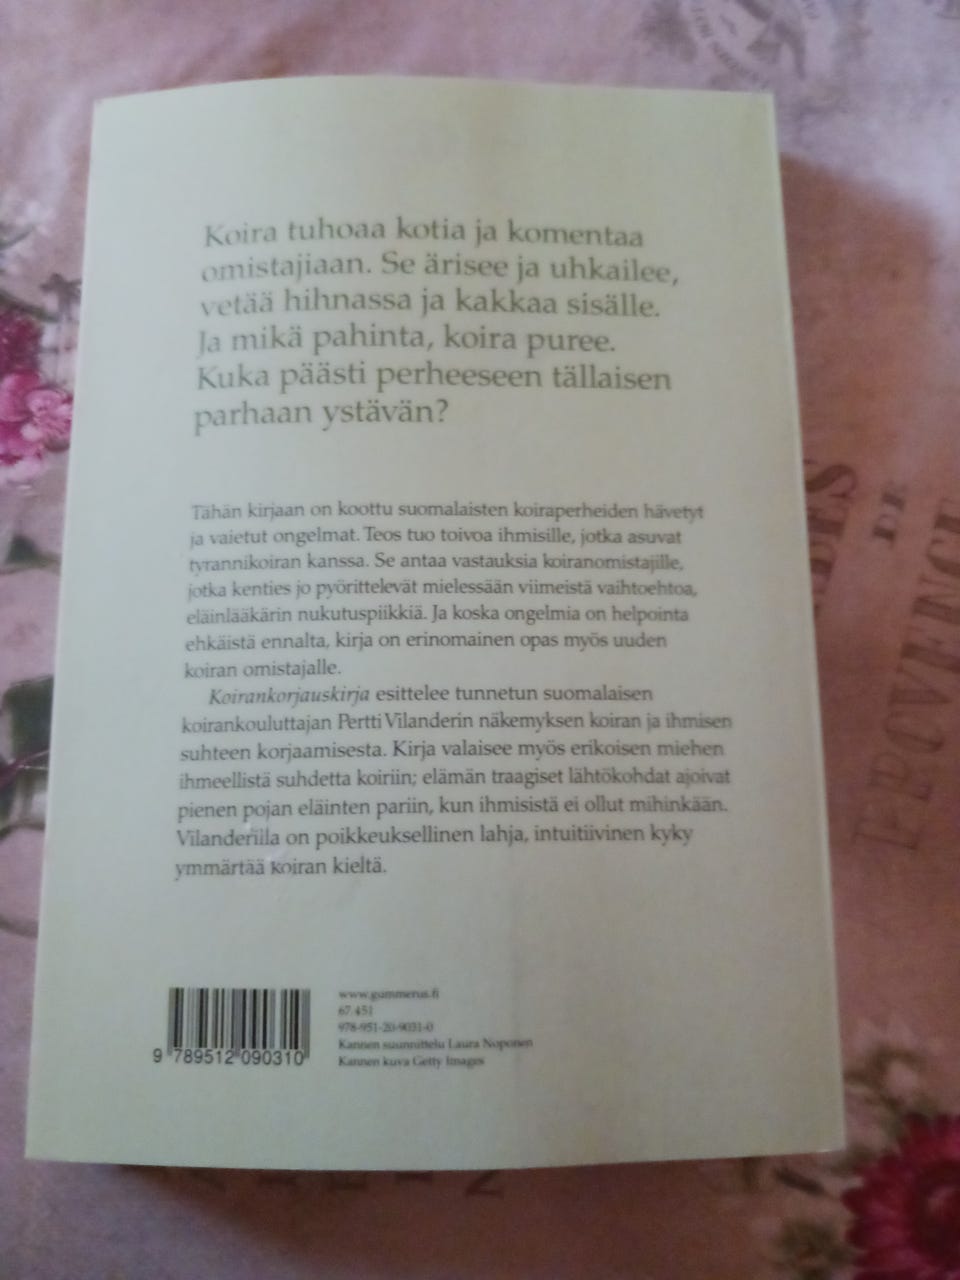 Koira tuhoaa kotia ja komentaa
omistajiaan. Se ärisee ja uhkailee,
vetää hihnassa ja kakkaa sisälle.
Ja mikä pahinta, koira puree.
Kuka päästi perheeseen tällaisen
parhaan ystävän?
Tähän kirjaan on koottu suomalaisten koiraperheiden hävetyt
ja vaietut ongelmat. Teos tuo toivoa ihmisille, jotka asuvat
tyrannikoiran kanssa. Se antaa vastauksia koiranomistajille,
jotka kenties jo pyörittelevät mielessään viimeistä vaihtoehtoa,
eläinlääkärin nukutuspiikkiä. Ja koska ongelmia on helpointa
ehkäistä ennalta, kirja on erinomainen opas myös uuden
koiran omistajalle.
Koirankorjauskirja esittelee tunnetun suomalaisen
koirankouluttajan Pertti Vilanderin näkemyksen koiran ja ihmisen
suhteen korjaamisesta. Kirja valaisee myös erikoisen miehen
ihmeellistä suhdetta koiriin; elämän traagiset lähtökohdat ajoivat
pienen pojan eläinten pariin, kun ihmisistä ei ollut mihinkään.
Vilanderilla on poikkeuksellinen lahja, intuitiivinen kyky
ymmärtää koiran kieltä.
www.gummerus.fi
67.451
978-951-20-9031-0
Kannen suunnittelu Laura Noponen
Kannen kuva Getty Images
9 789512 090310
DE
PROVENCE